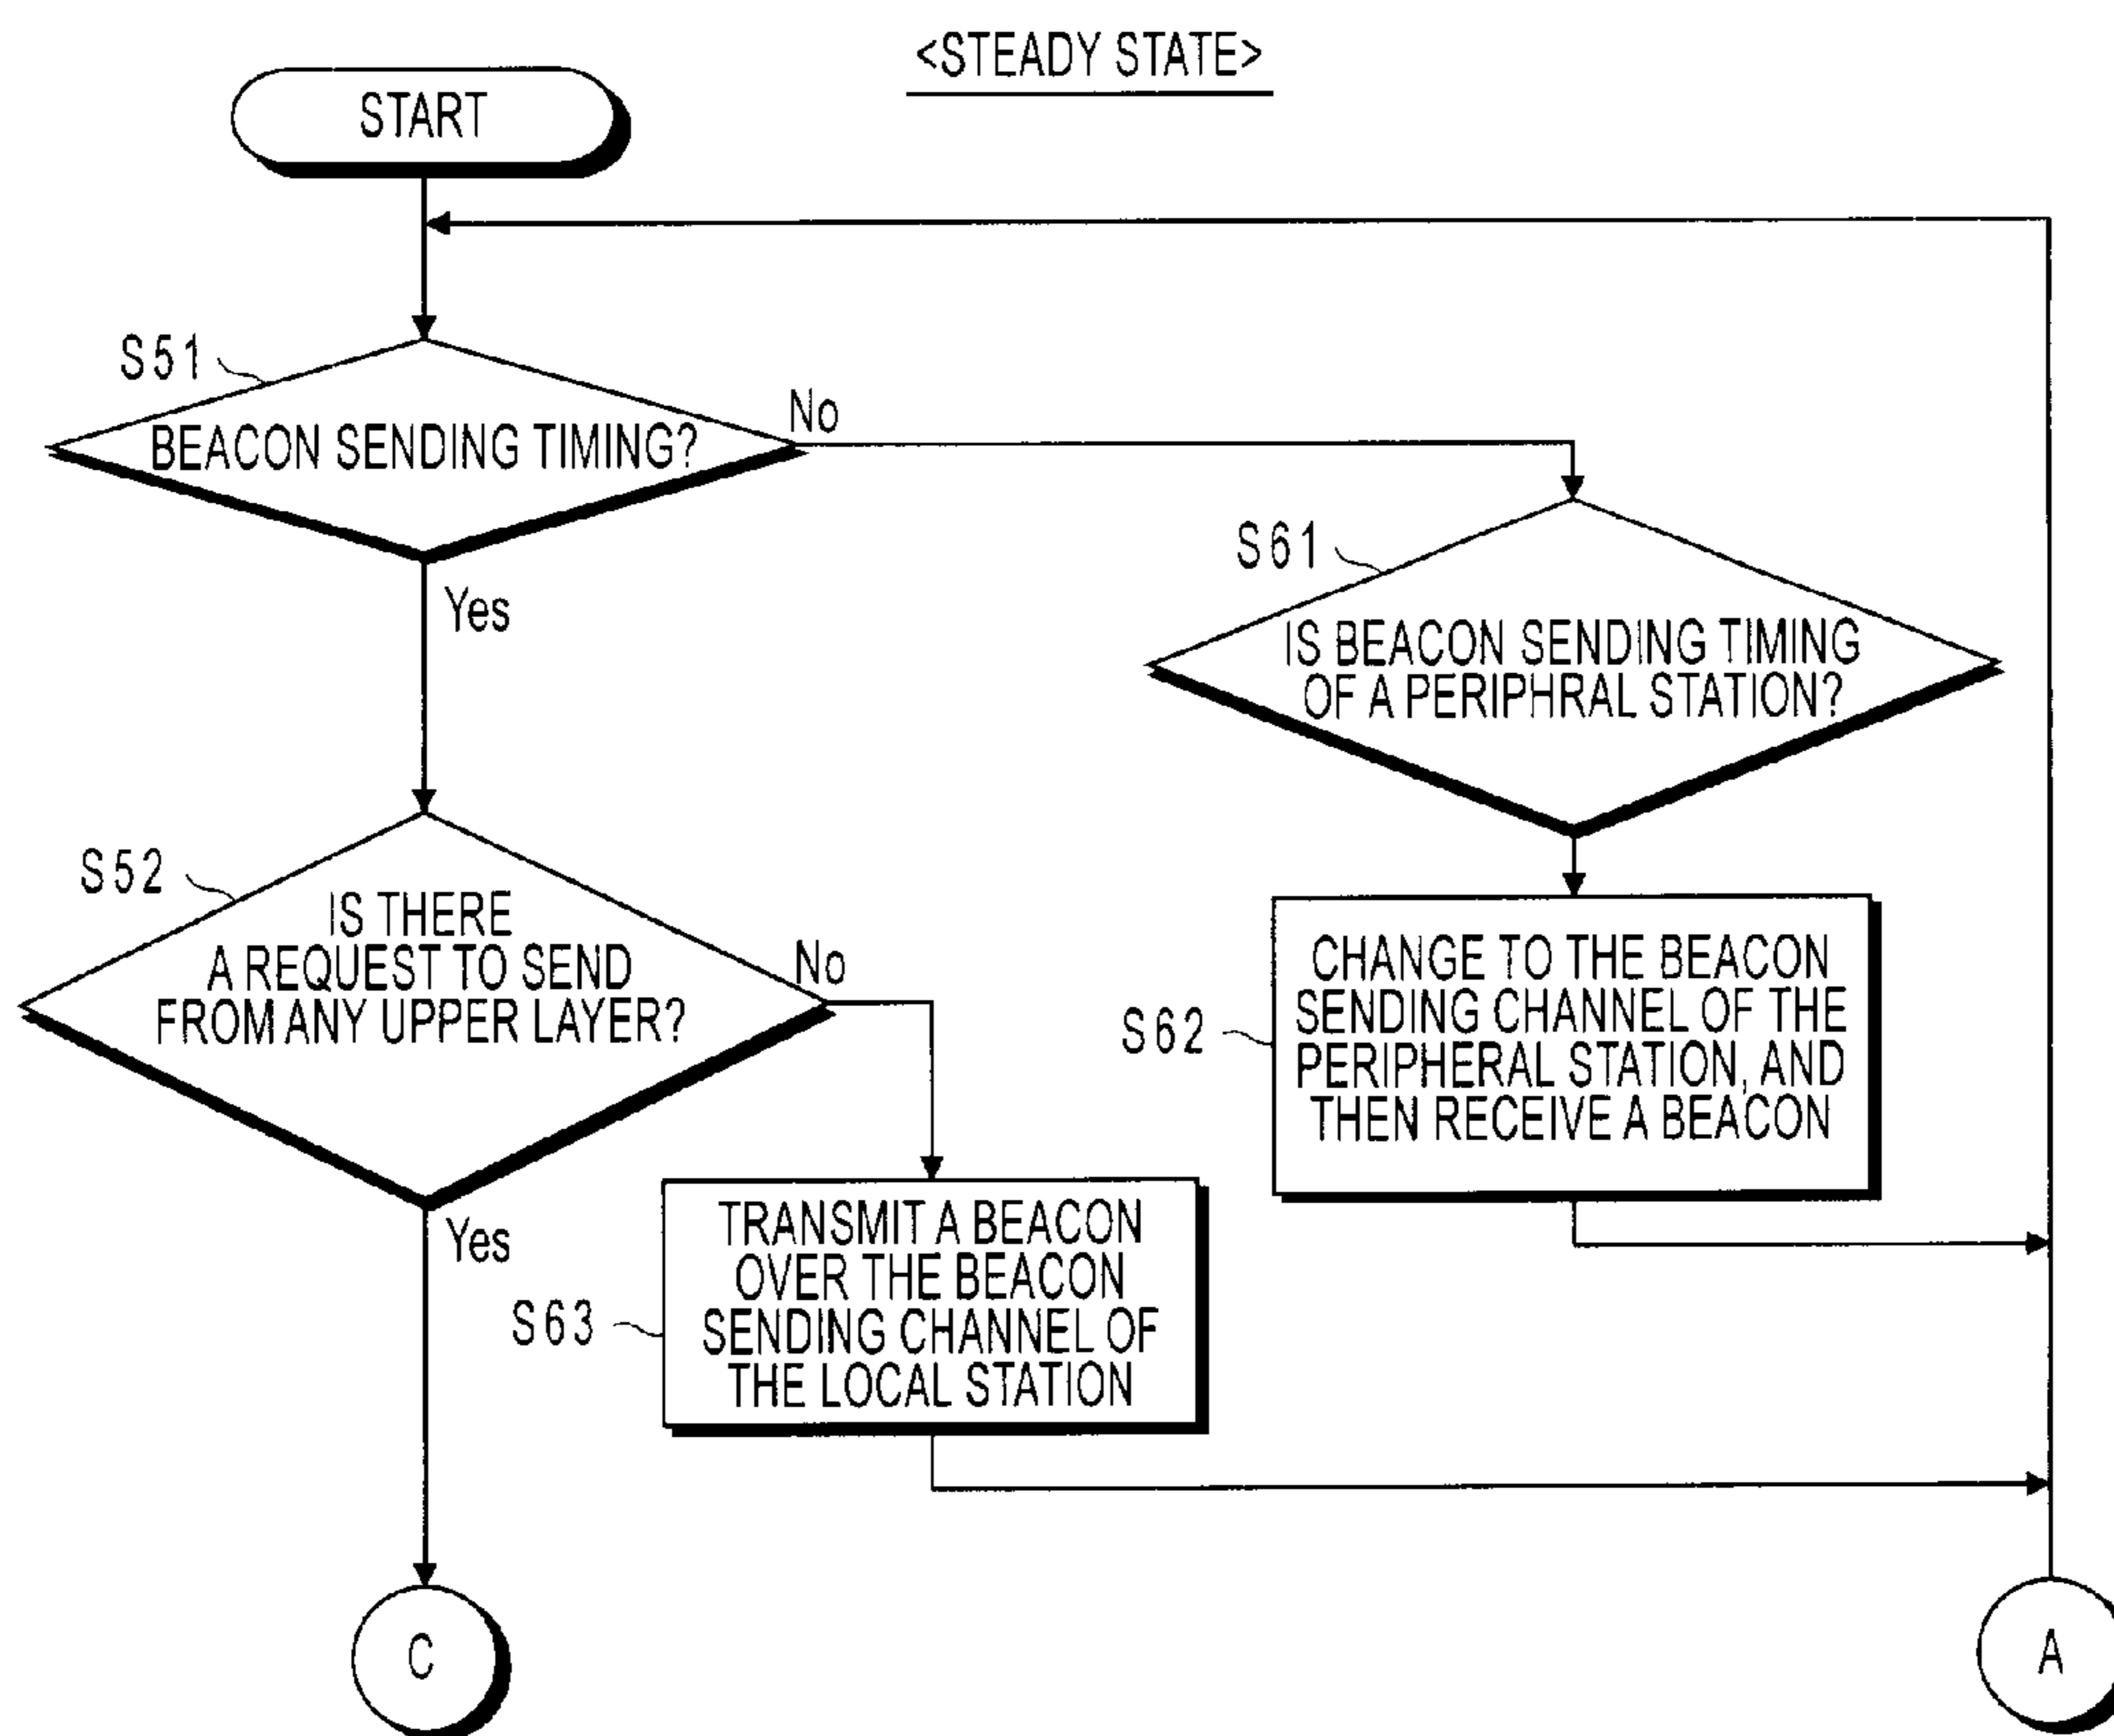 <STEADY STATE>
START
S51
BEACON SENDING TIMING?
No
Yes
S61
IS BEACON SENDING TIMING
OF A PERIPHRAL STATION?
S52
IS THERE
A REQUEST TO SEND
FROM ANY UPPER LAYER?
No
Yes
S62
CHANGE TO THE BEACON
SENDING CHANNEL OF THE
PERIPHERAL STATION, AND
THEN RECEIVE A BEACON
S63
TRANSMIT A BEACON
OVER THE BEACON
SENDING CHANNEL OF
THE LOCAL STATION
C
A